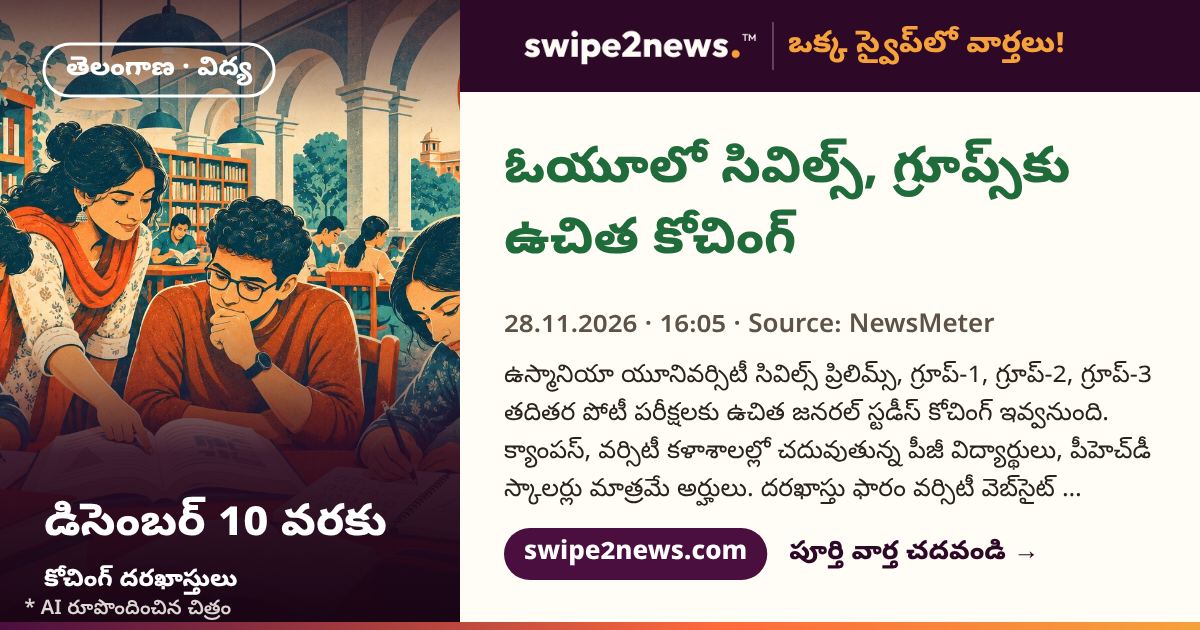 తెలంగాణ · విద్య
swipe2news.™ | ఒక్క స్వైప్‌లో వార్తలు!
ఓయూలో సివిల్స్, గ్రూప్స్‌కు
ఉచిత కోచింగ్
28.11.2026 · 16:05 · Source: NewsMeter
ఉస్మానియా యూనివర్సిటీ సివిల్స్ ప్రిలిమ్స్, గ్రూప్-1, గ్రూప్-2, గ్రూప్-3
తదితర పోటీ పరీక్షలకు ఉచిత జనరల్ స్టడీస్ కోచింగ్ ఇవ్వనుంది.
క్యాంపస్, వర్సిటీ కళాశాలల్లో చదువుతున్న పీజీ విద్యార్థులు, పీహెచ్‌డీ
స్కాలర్లు మాత్రమే అర్హులు. దరఖాస్తు ఫారం వర్సిటీ వెబ్‌సైట్ ...
swipe2news.com పూర్తి వార్త చదవండి →
డిసెంబర్ 10 వరకు
కోచింగ్ దరఖాస్తులు
* AI రూపొందించిన చిత్రం